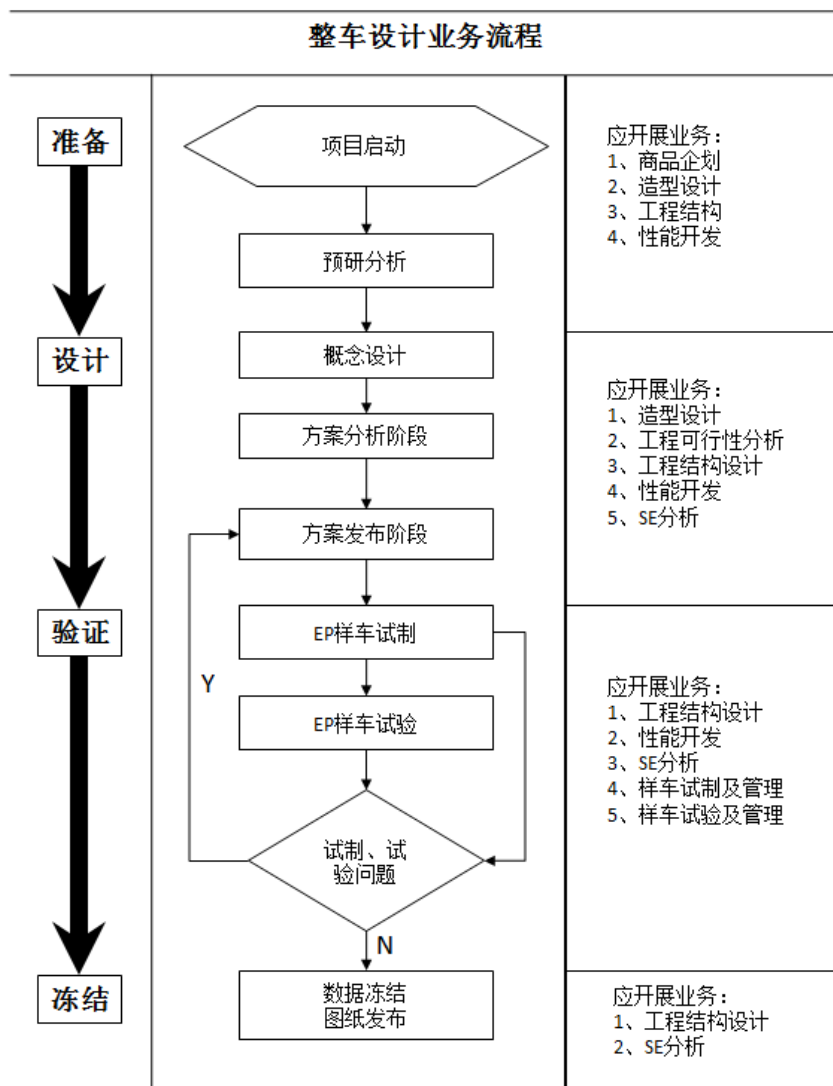 整车设计业务流程
准备
项目启动
应开展业务：
1、商品企划
2、造型设计
3、工程结构
4、性能开发
预研分析
设计
概念设计
方案分析阶段
方案发布阶段
应开展业务：
1、造型设计
2、工程可行性分析
3、工程结构设计
4、性能开发
5、SE分析
验证
EP样车试制
Y
EP样车试验
试制、试
验问题
N
应开展业务：
1、工程结构设计
2、性能开发
3、SE分析
4、样车试制及管理
5、样车试验及管理
冻结
数据冻结
图纸发布
应开展业务：
1、工程结构设计
2、SE分析